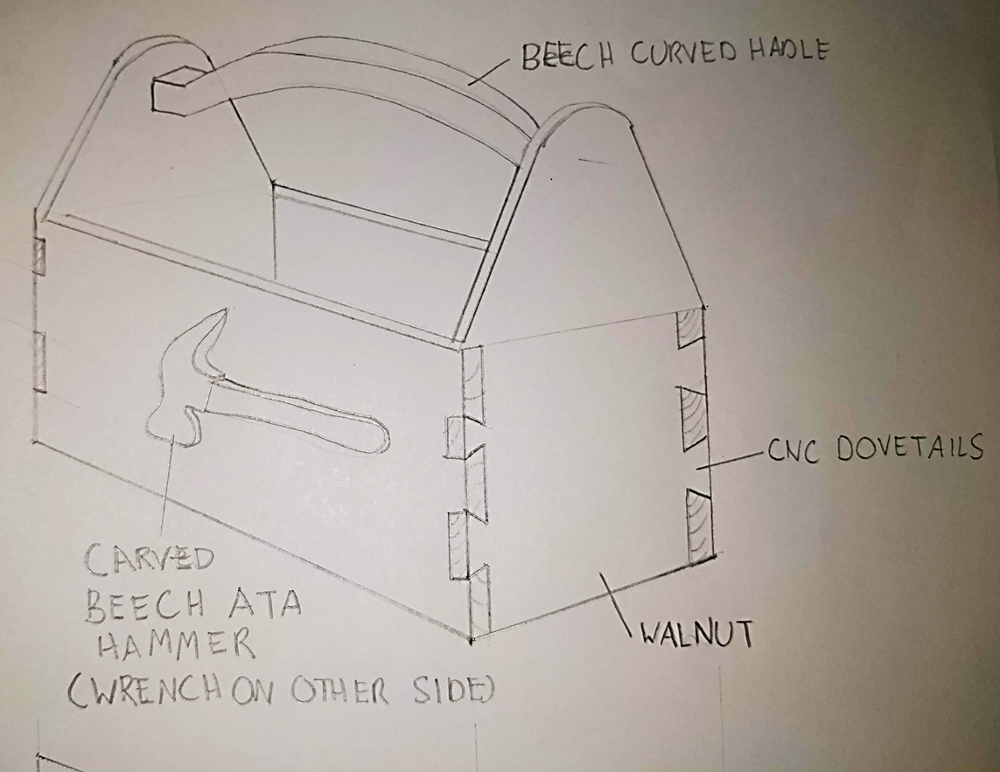 BEECH CURVED HADLE
CNC DOVETAILS
CARVED
BEECH ATA
HAMMER
(WRENCH ON OTHER SIDE)
WALNUT